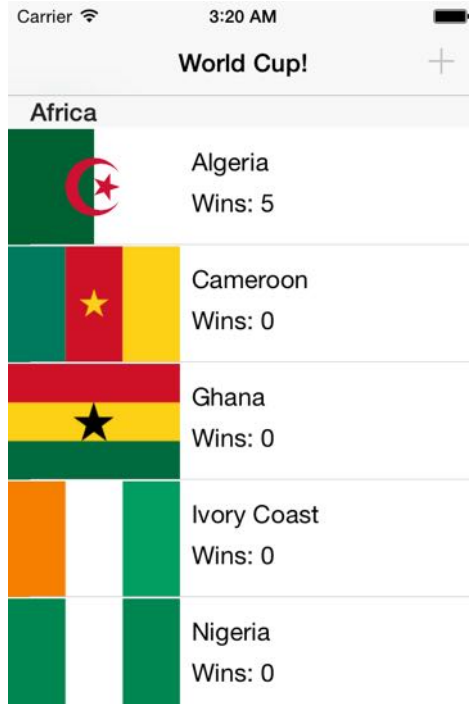 Carrier 3:20 AM
World Cup!
Africa
Algeria
Wins: 5
Cameroon
Wins: 0
Ghana
Wins: 0
Ivory Coast
Wins: 0
Nigeria
Wins: 0